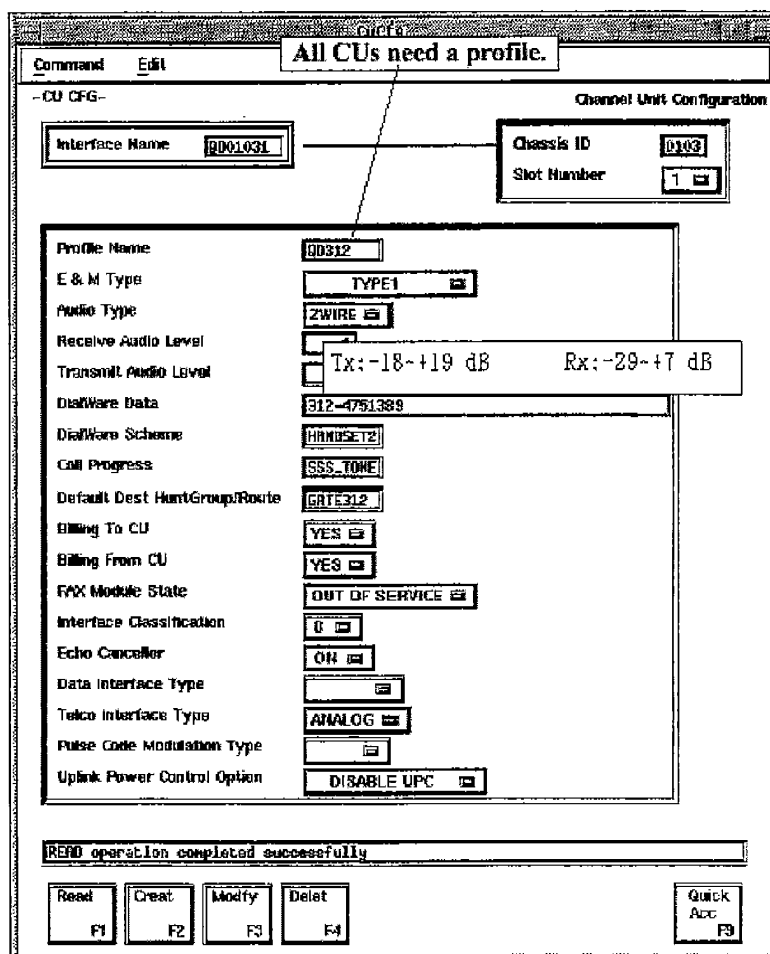 CuCfg
All CUs need a profile.
Command Edit
-CU CFG-
Channel Unit Configuration
Interface Name QD01031
Chassis ID 0103
Slot Number 1
Profile Name QD312
E & M Type TYPE1
Audio Type 2WIRE
Receive Audio Level
Transmit Audio Level
Tx:-18~+19 dB Rx:-29~+7 dB
DialWare Data 312-4751389
DialWare Scheme HANDSET2
Call Progress SSS_TONE
Default Dest HuntGroup/Route GATE312
Billing To CU YES
Billing From CU YES
FAX Module State OUT OF SERVICE
Interface Classification 0
Echo Canceller ON
Data Interface Type
Telco Interface Type ANALOG
Pulse Code Modulation Type
Uplink Power Control Option DISABLE UPC
READ operation completed successfully
Read F1
Creat F2
Modfy F3
Delet F4
Quick Acc F9